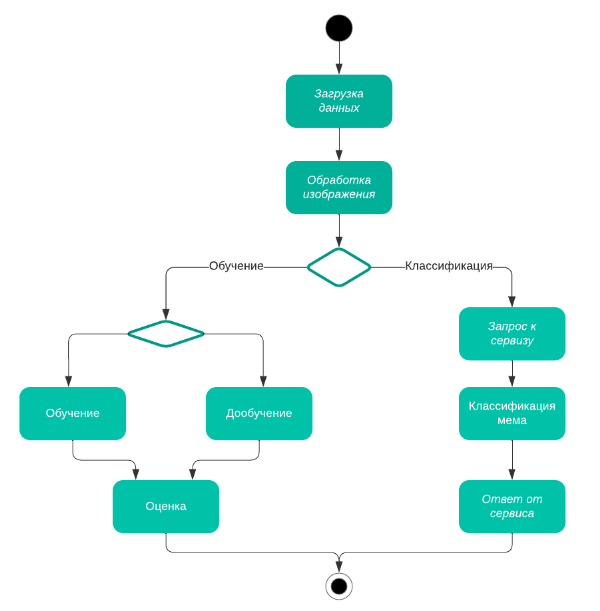 Загрузка
данных
Обработка
изображения
Обучение
Классификация
Запрос к
сервизу
Обучение
Дообучение
Классификация
мема
Оценка
Ответ от
сервиса